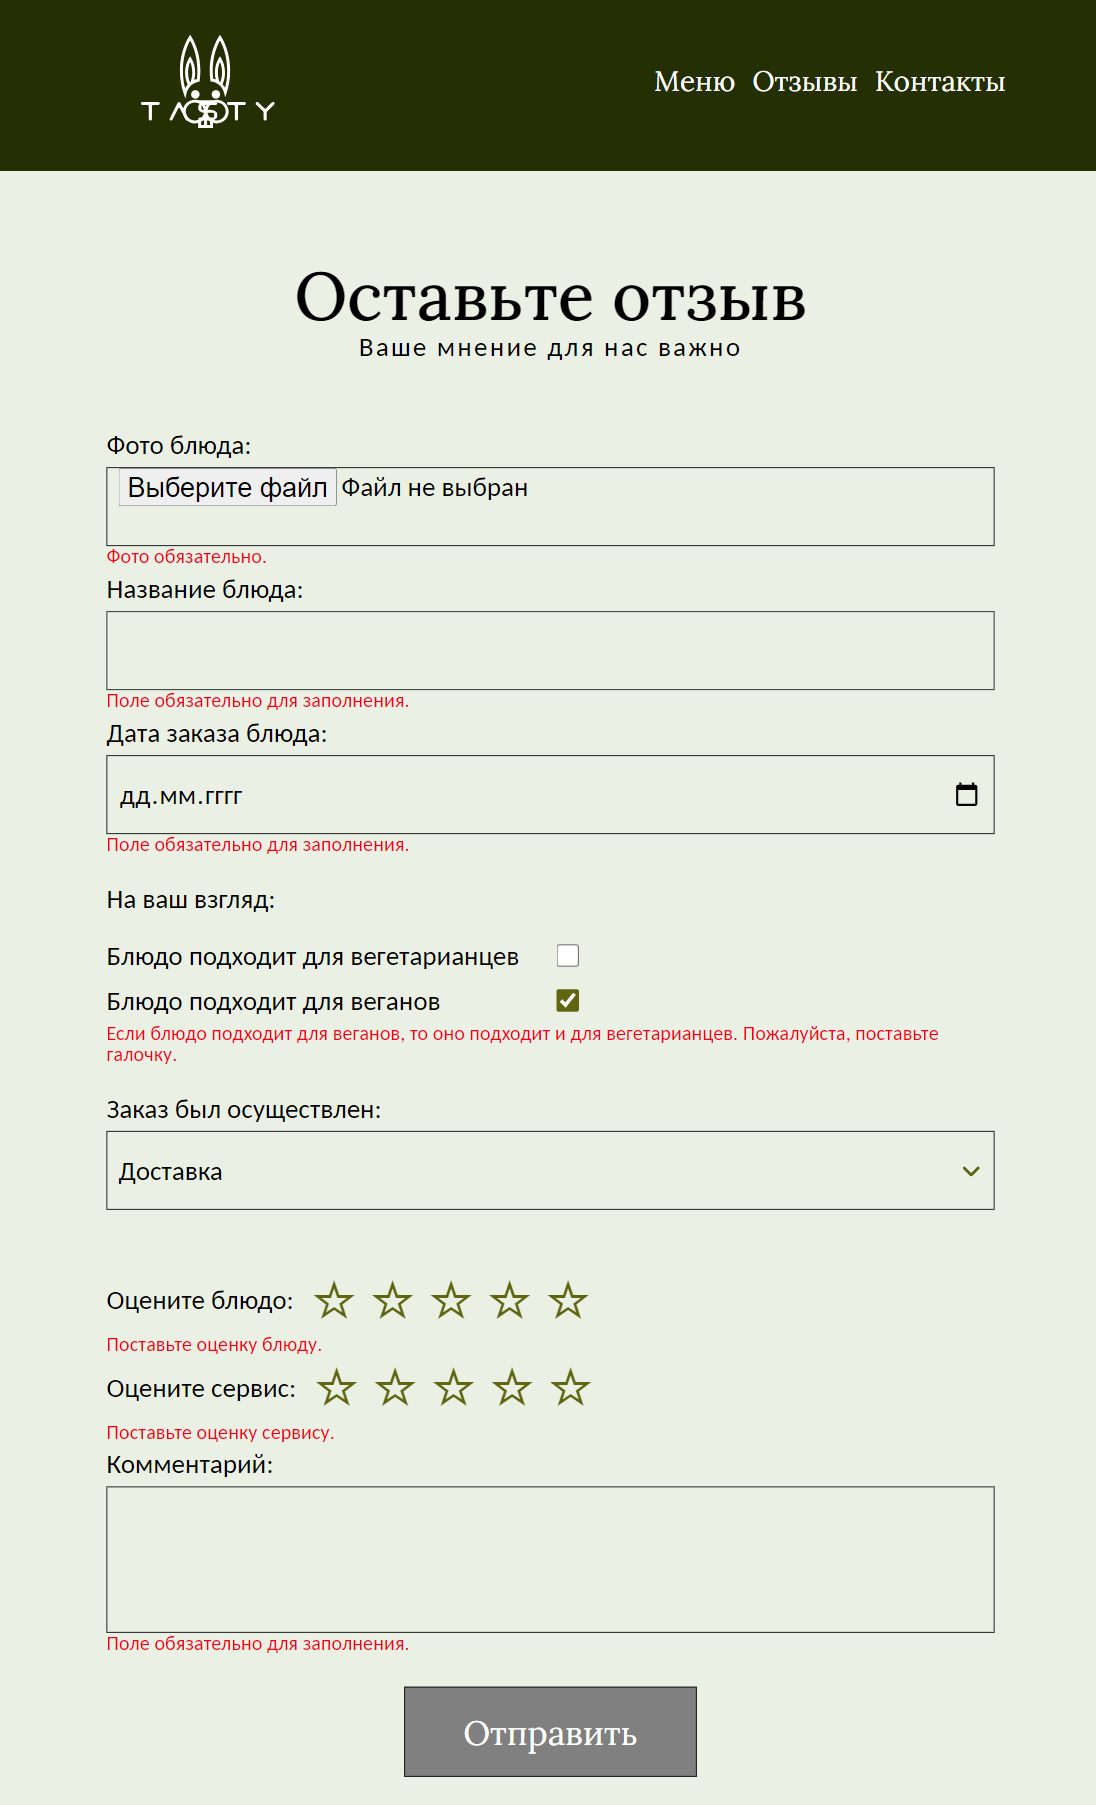 TASTY
Меню Отзывы Контакты
Оставьте отзыв
Ваше мнение для нас важно
Фото блюда:
Выберите файл Файл не выбран
Фото обязательно.
Название блюда:
Поле обязательно для заполнения.
Дата заказа блюда:
дд.мм.гггг
Поле обязательно для заполнения.
На ваш взгляд:
Блюдо подходит для вегетарианцев
Блюдо подходит для веганов
Если блюдо подходит для веганов, то оно подходит и для вегетарианцев. Пожалуйста, поставьте
галочку.
Заказ был осуществлен:
Доставка
Оцените блюдо:
Поставьте оценку блюду.
Оцените сервис:
Поставьте оценку сервису.
Комментарий:
Поле обязательно для заполнения.
Отправить